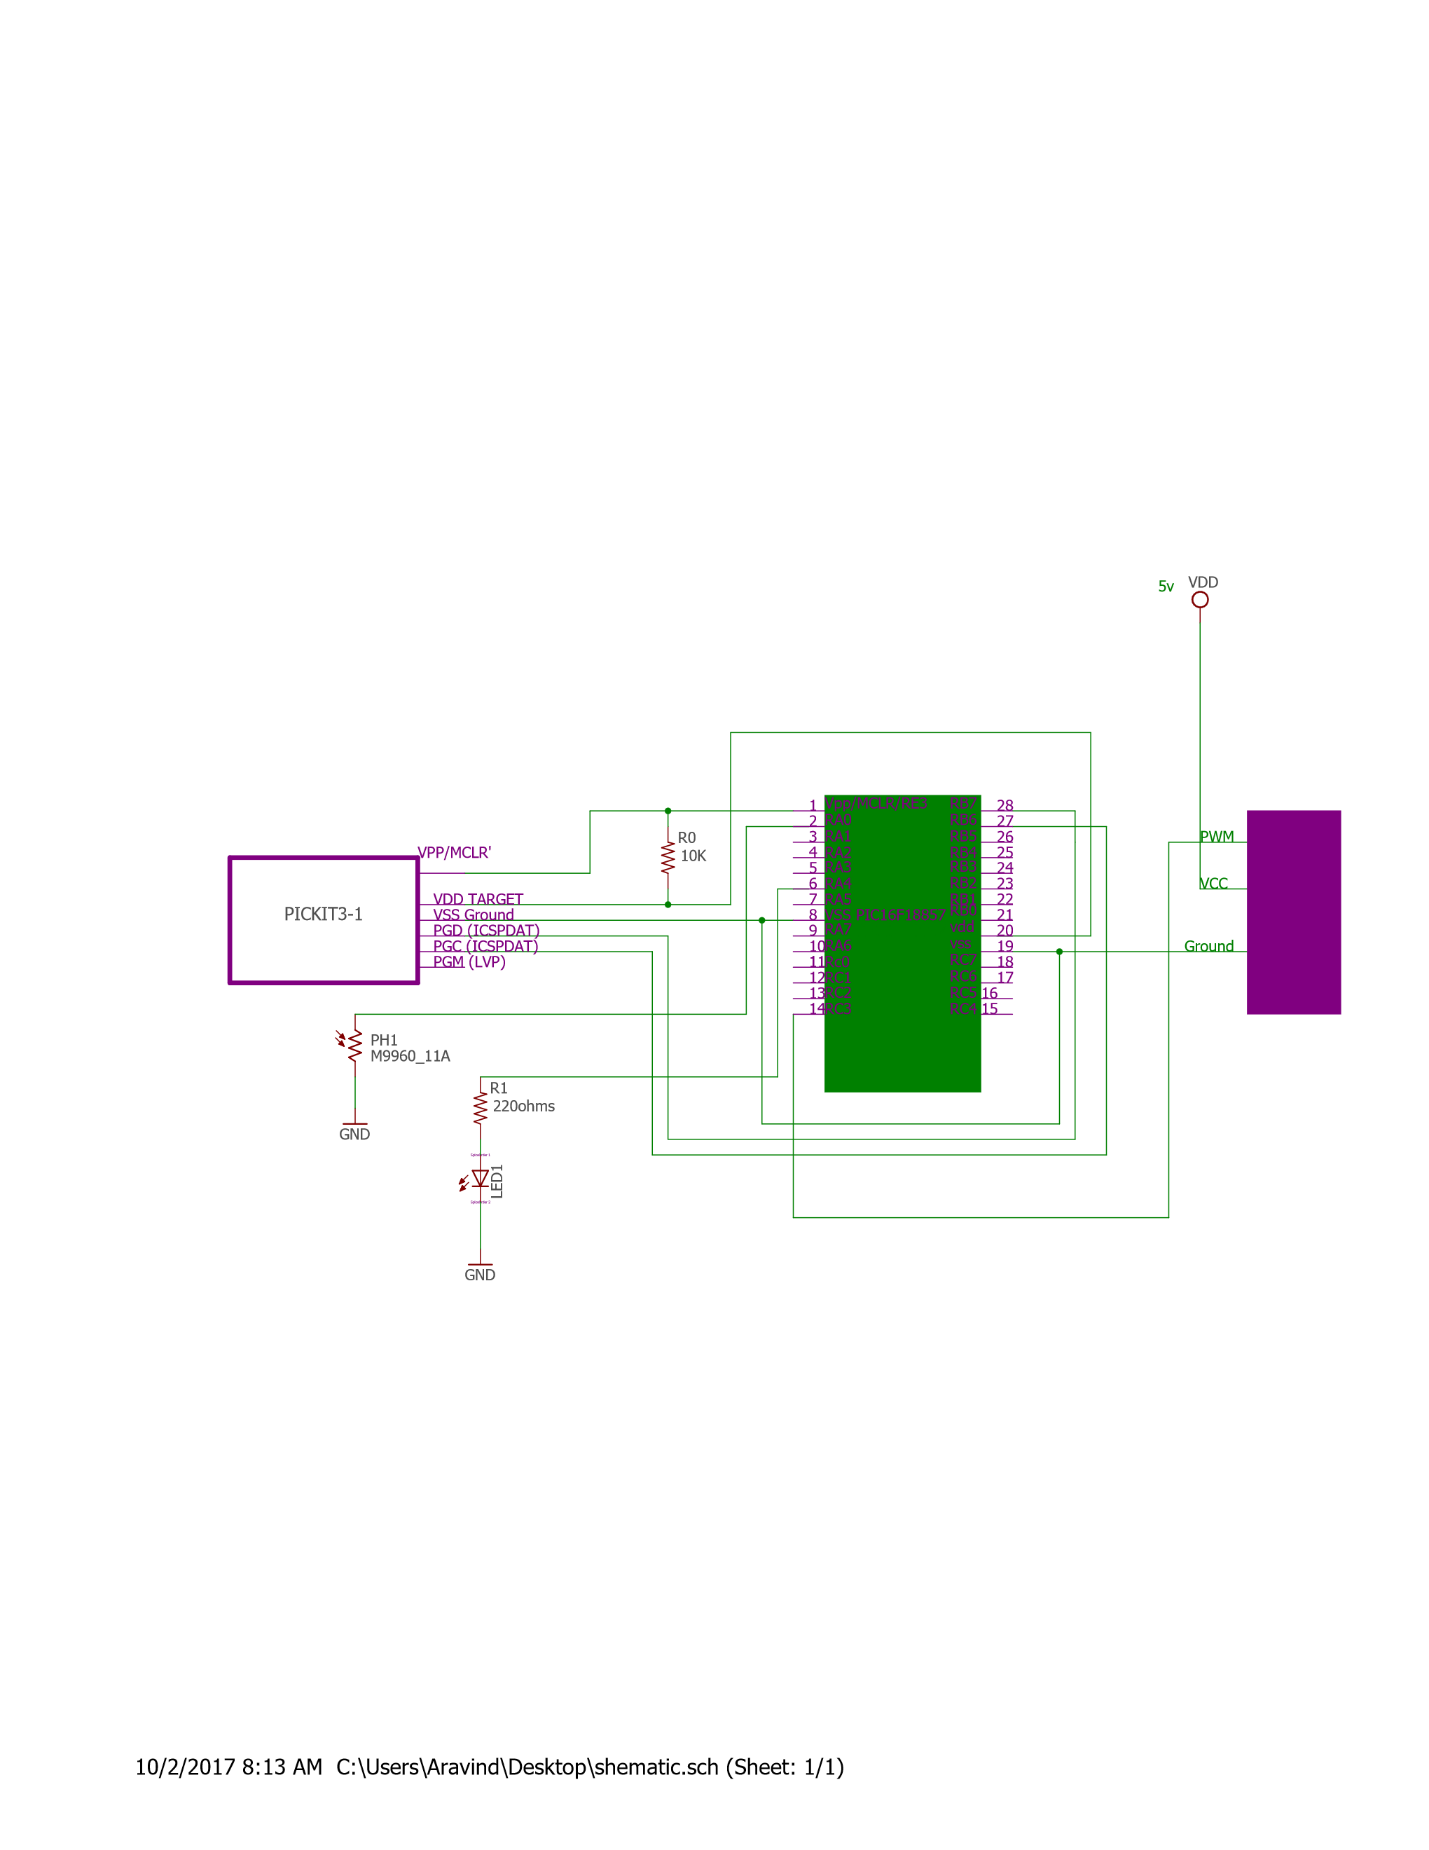 5v
VDD
1
Vpp/MCLR/RE3
RB7
28
2
RA0
RB6
27
3
RA1
RB5
26
4
RA2
RB4
25
5
RA3
RB3
24
6
RA4
RB2
23
7
RA5
RB1
22
8
VSS
PIC16F18857
RB0
21
9
RA7
vdd
20
10
RA6
vss
19
11
Rc0
RC7
18
12
RC1
RC6
17
13
RC2
RC5
16
14
RC3
RC4
15
PWM
VCC
Ground
R0
10K
VPP/MCLR'
VDD TARGET
VSS Ground
PGD (ICSPDAT)
PGC (ICSPDAT)
PGM (LVP)
PICKIT3-1
PH1
M9960_11A
GND
R1
220ohms
LED1
GND
10/2/2017 8:13 AM C:\Users\Aravind\Desktop\shematic.sch (Sheet: 1/1)